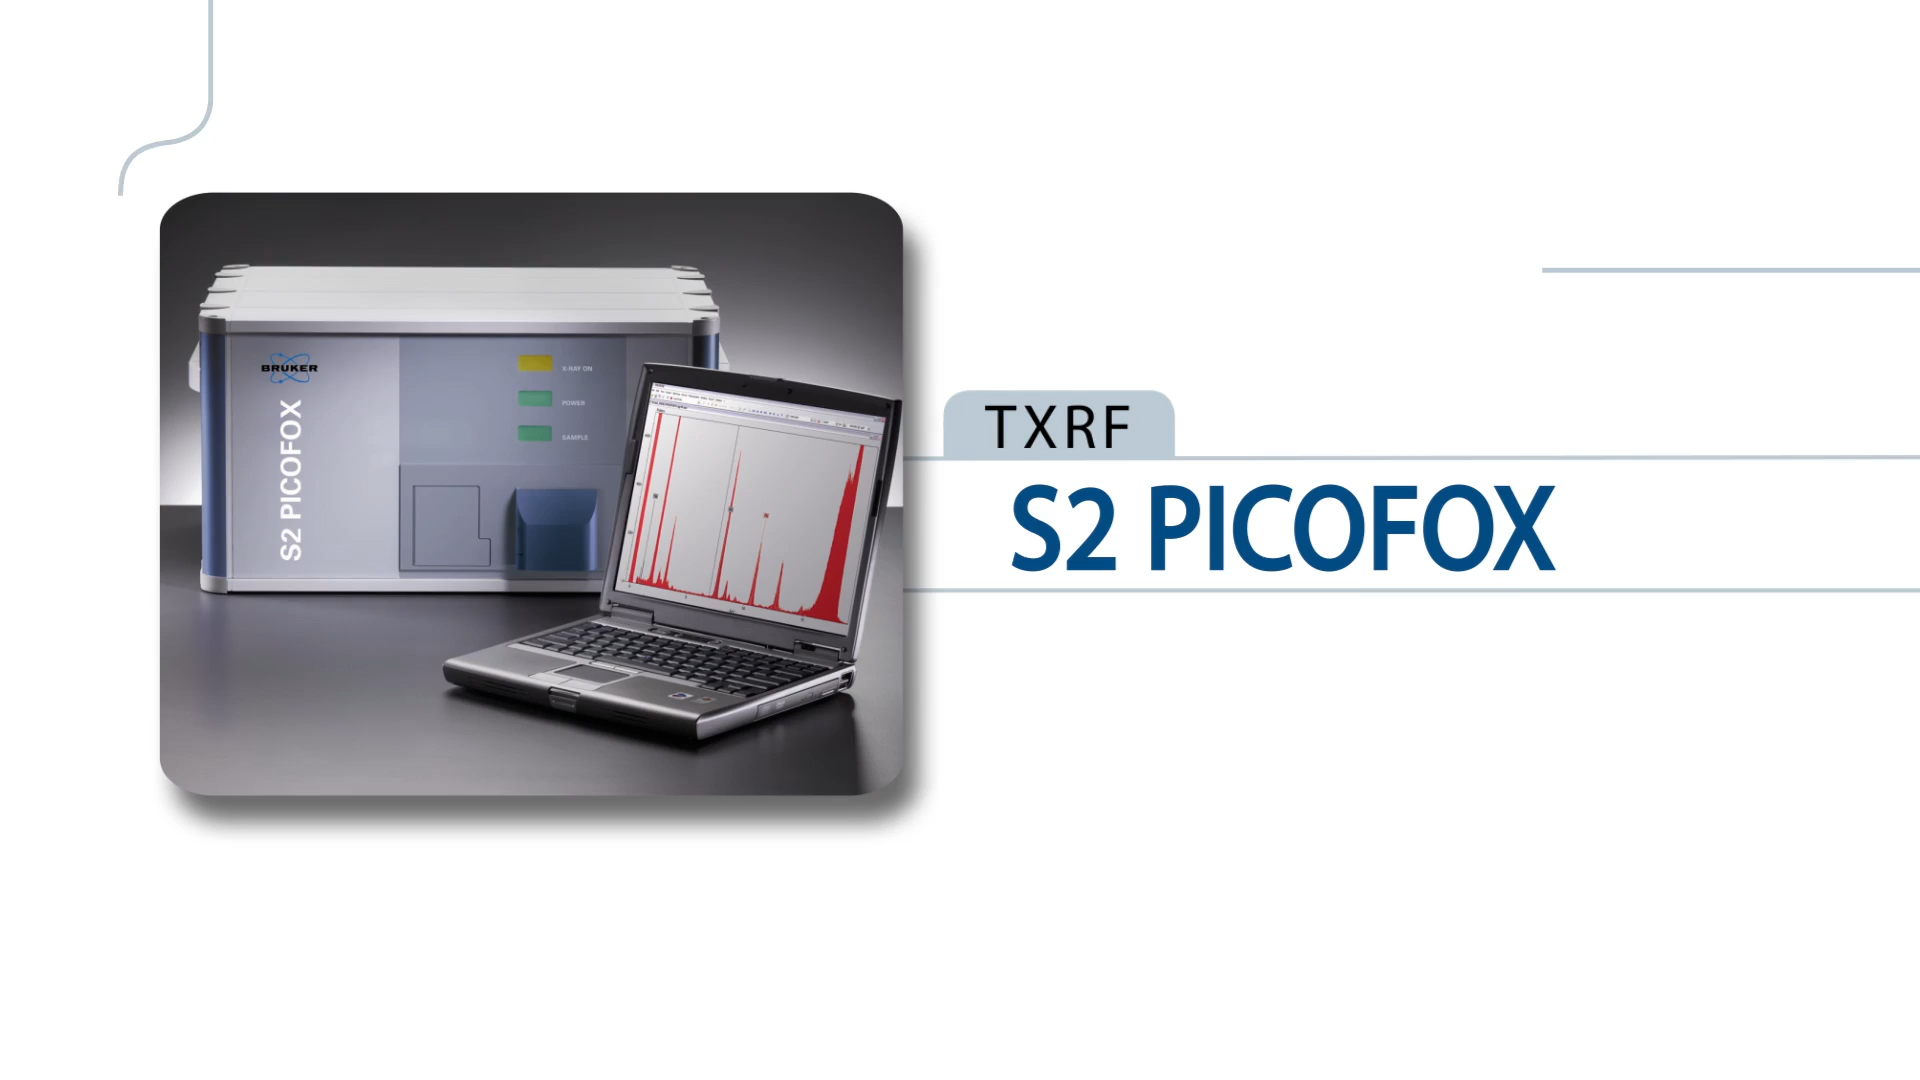 BRUKER
S2 PICOFOX
X-RAY ON
POWER
SAMPLE
TXRF
S2 PICOFOX